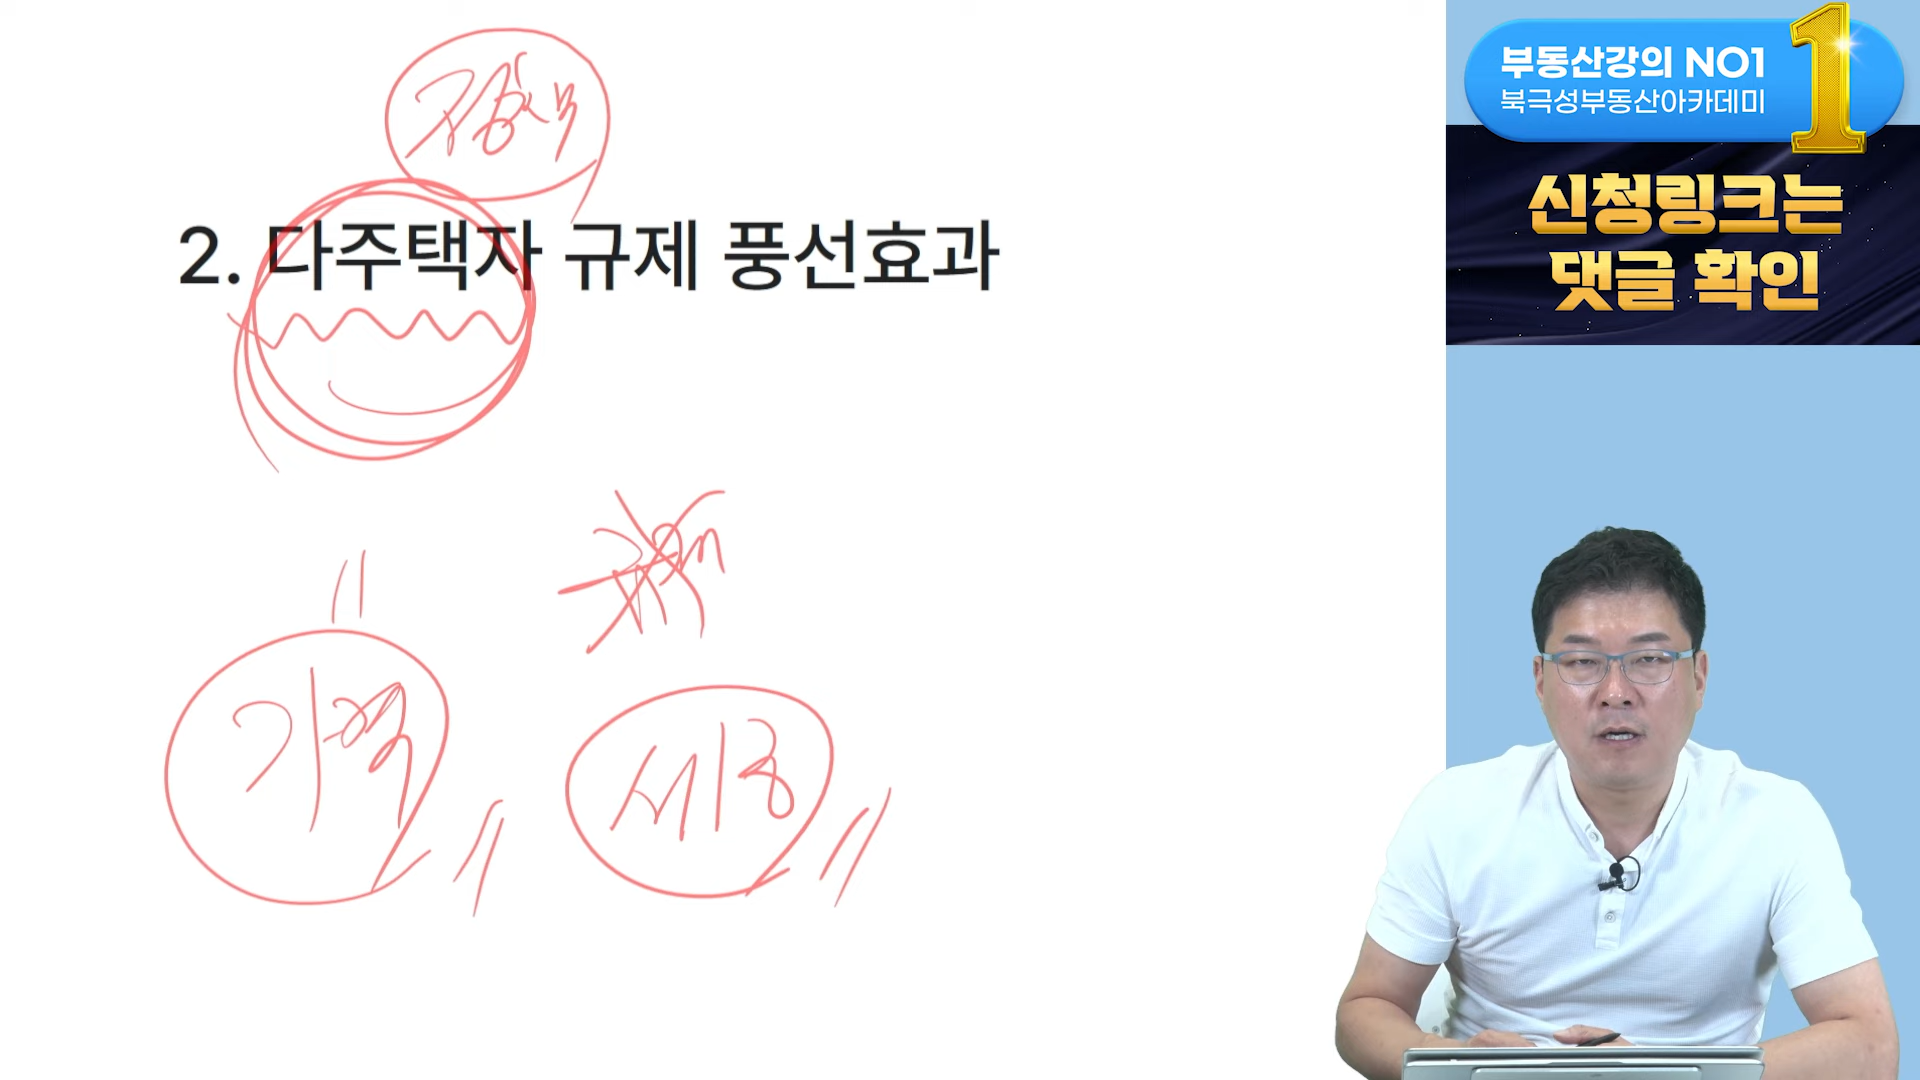 2. 다주택자 규제 풍선효과
가격
세금
부동산강의 NO1
북극성부동산아카데미
1
신청링크는
댓글 확인